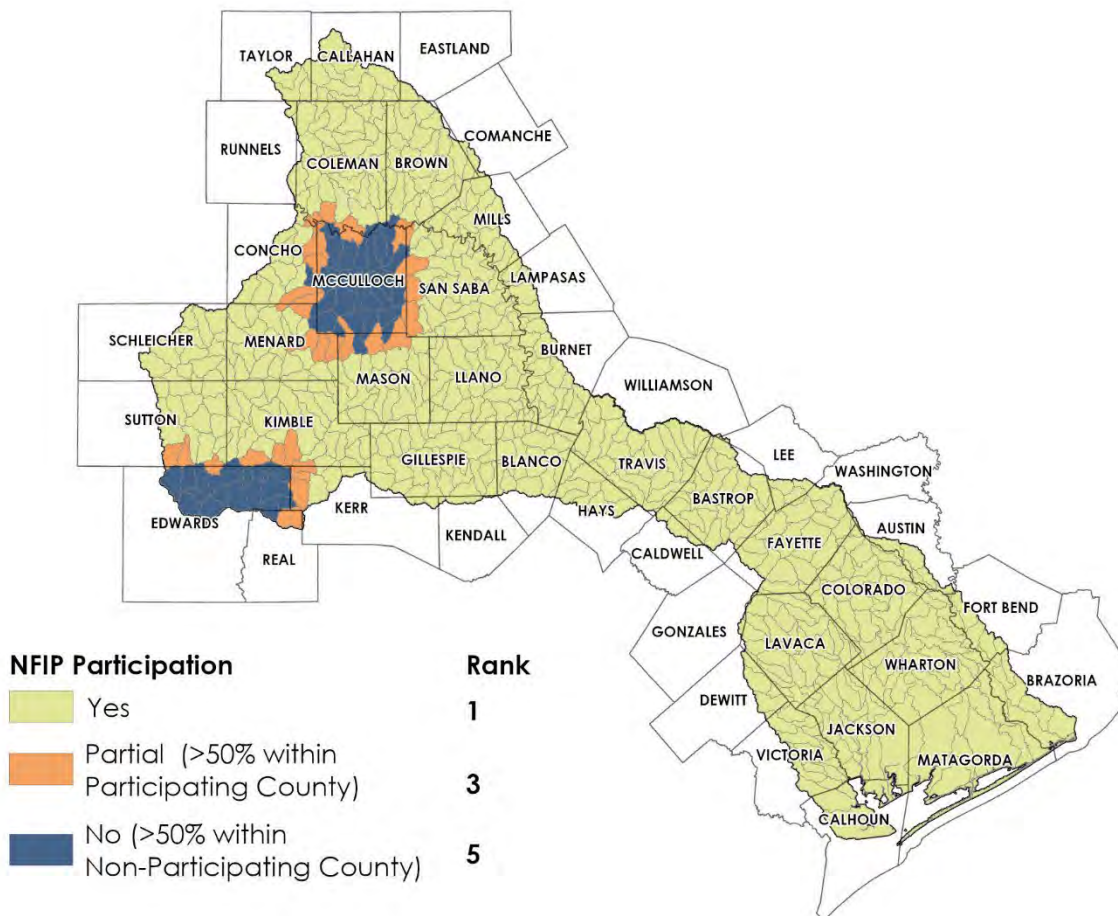 TAYLOR
CALLAHAN
EASTLAND
RUNNELS
COLEMAN
BROWN
COMANCHE
MILLS
CONCHO
MCCULLOCH
SAN SABA
LAMPASAS
SCHLEICHER
MENARD
BURNET
MASON
LLANO
WILLIAMSON
SUTTON
KIMBLE
GILLESPIE
BLANCO
TRAVIS
LEE
WASHINGTON
BASTROP
EDWARDS
KERR
HAYS
AUSTIN
KENDALL
FAYETTE
REAL
CALDWELL
COLORADO
FORT BEND
GONZALES
LAVACA
WHARTON
BRAZORIA
DEWITT
JACKSON
VICTORIA
MATAGORDA
CALHOUN
NFIP Participation Rank
Yes 1
Partial (>50% within
Participating County) 3
No (>50% within
Non-Participating County) 5